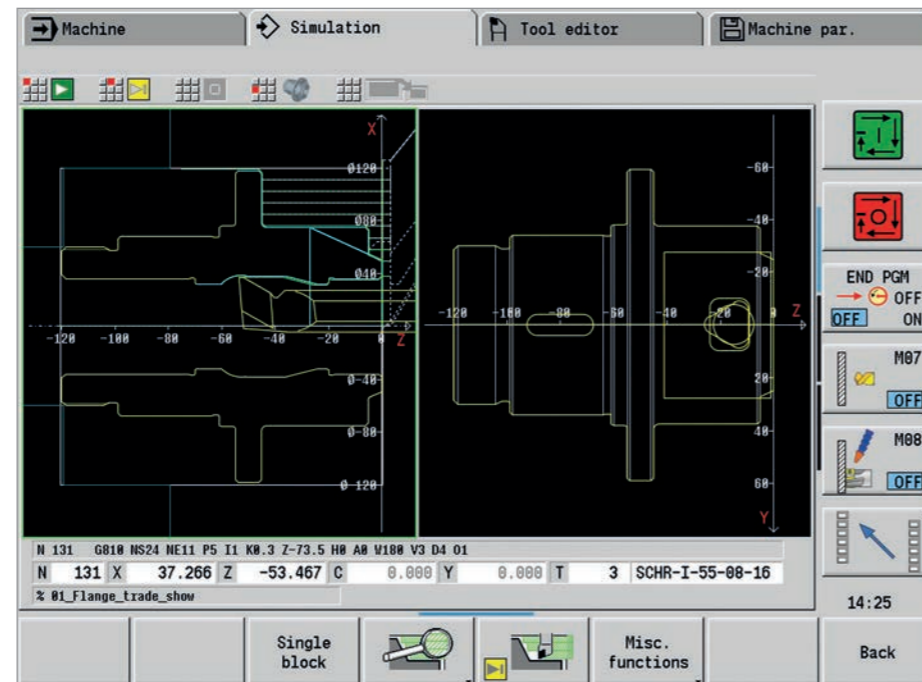 Machine
Simulation
Tool editor
Machine par.
X
Ø120
Ø80
Ø40
-120 -100 -80 -60 -40 -20 0 Z
Ø-40
Ø-80
Ø 120
-60
-40
-20
-120 -100 -80 -60 -40 -20 0 Z
20
40
60
Y
END PGM
OFF
OFF ON
M07
OFF
M08
OFF
N 131 G810 NS24 NE11 P5 I1 K0.3 Z-73.5 H0 A0 W180 V3 D4 O1
N 131 X 37.266 Z -53.467 C 0.000 Y 0.000 T 3 SCHR-I-55-08-16
% 01_Flange_trade_show
14:25
Single
block
Misc.
functions
Back